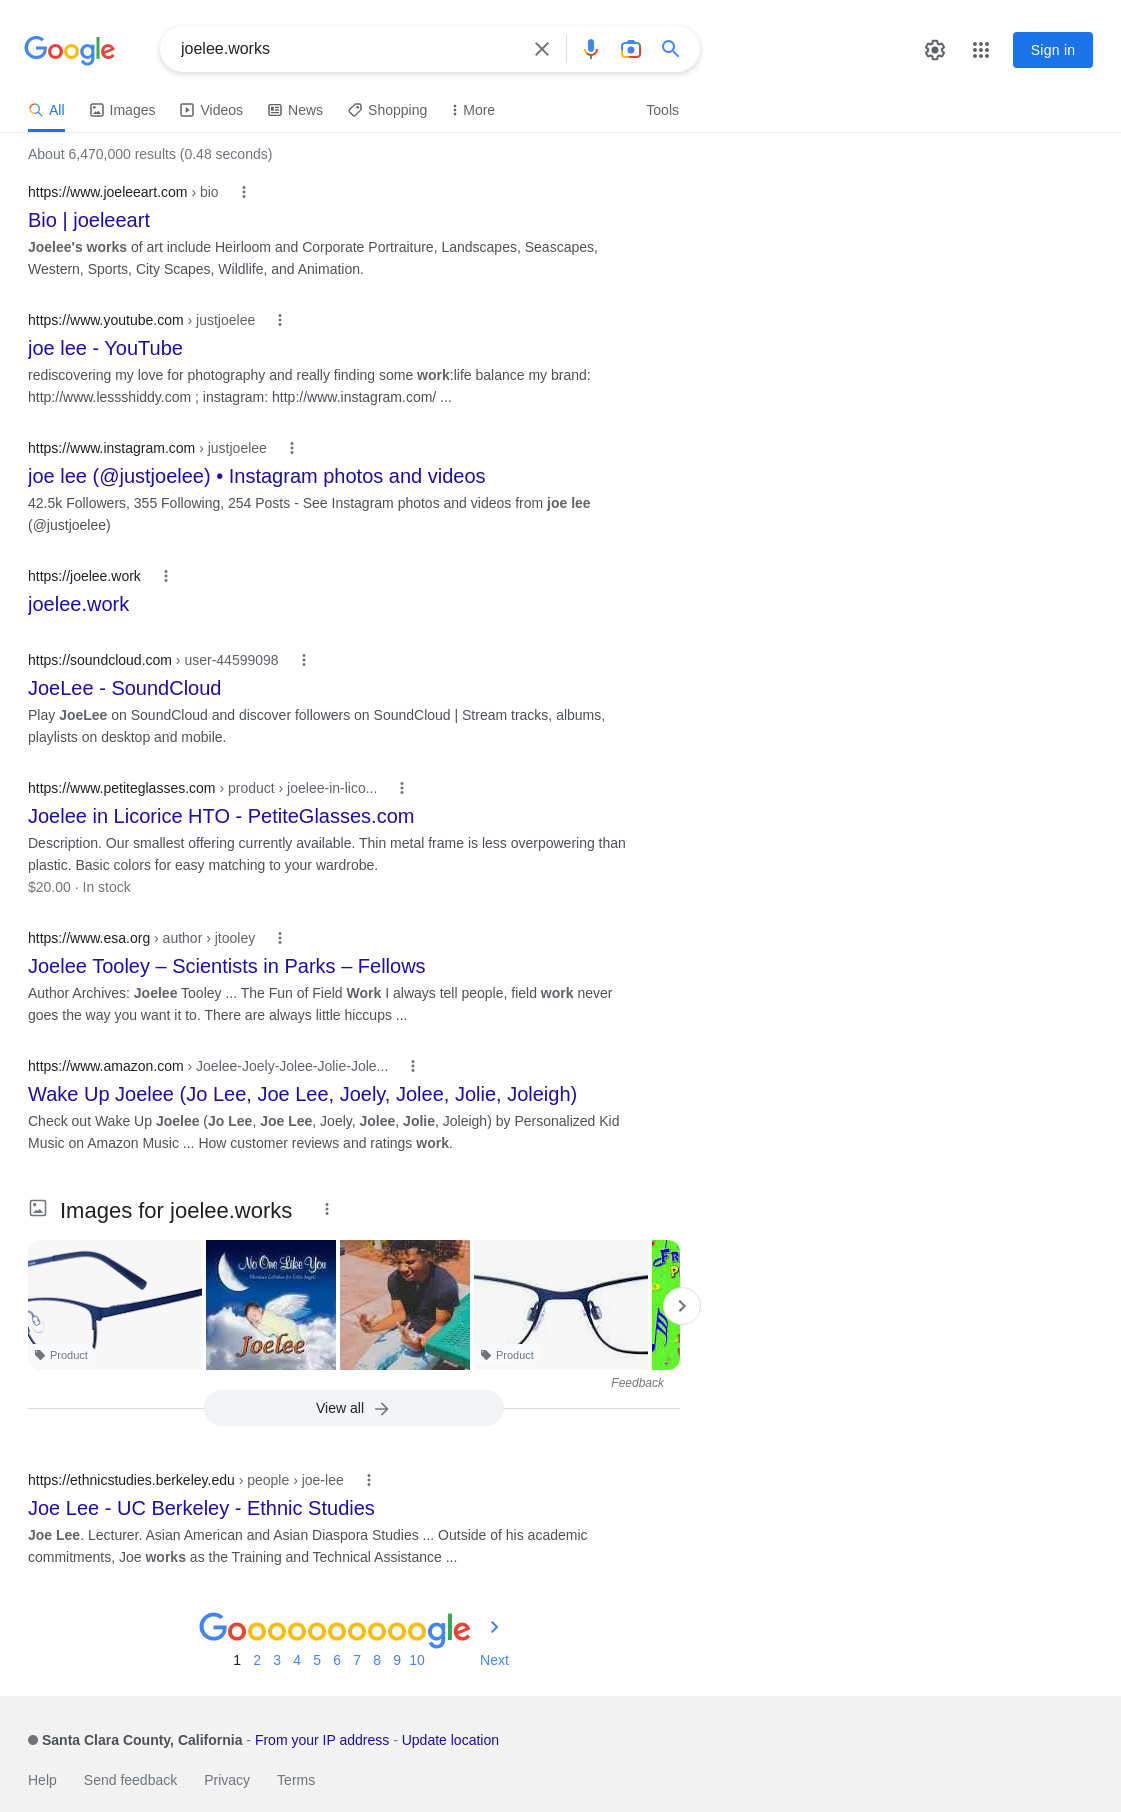 Google
joelee.works
Sign in
All
Images
Videos
News
Shopping
More
Tools
About 6,470,000 results (0.48 seconds)
https://www.joeleeart.com › bio
Bio | joeleeart
Joelee's works of art include Heirloom and Corporate Portraiture, Landscapes, Seascapes,
Western, Sports, City Scapes, Wildlife, and Animation.
https://www.youtube.com › justjoelee
joe lee - YouTube
rediscovering my love for photography and really finding some work:life balance my brand:
http://www.lessshiddy.com ; instagram: http://www.instagram.com/ ...
https://www.instagram.com › justjoelee
joe lee (@justjoelee) • Instagram photos and videos
42.5k Followers, 355 Following, 254 Posts - See Instagram photos and videos from joe lee
(@justjoelee)
https://joelee.work
joelee.work
https://soundcloud.com › user-44599098
JoeLee - SoundCloud
Play JoeLee on SoundCloud and discover followers on SoundCloud | Stream tracks, albums,
playlists on desktop and mobile.
https://www.petiteglasses.com › product › joelee-in-lico...
Joelee in Licorice HTO - PetiteGlasses.com
Description. Our smallest offering currently available. Thin metal frame is less overpowering than
plastic. Basic colors for easy matching to your wardrobe.
$20.00 · In stock
https://www.esa.org › author › jtooley
Joelee Tooley – Scientists in Parks – Fellows
Author Archives: Joelee Tooley ... The Fun of Field Work I always tell people, field work never
goes the way you want it to. There are always little hiccups ...
https://www.amazon.com › Joelee-Joely-Jolee-Jolie-Jole...
Wake Up Joelee (Jo Lee, Joe Lee, Joely, Jolee, Jolie, Joleigh)
Check out Wake Up Joelee (Jo Lee, Joe Lee, Joely, Jolee, Jolie, Joleigh) by Personalized Kid
Music on Amazon Music ... How customer reviews and ratings work.
Images for joelee.works
No One Like You
Joelee
Product
Product
Feedback
View all
https://ethnicstudies.berkeley.edu › people › joe-lee
Joe Lee - UC Berkeley - Ethnic Studies
Joe Lee. Lecturer. Asian American and Asian Diaspora Studies ... Outside of his academic
commitments, Joe works as the Training and Technical Assistance ...
Goooooooooogle
1 2 3 4 5 6 7 8 9 10 Next
Santa Clara County, California - From your IP address - Update location
Help Send feedback Privacy Terms